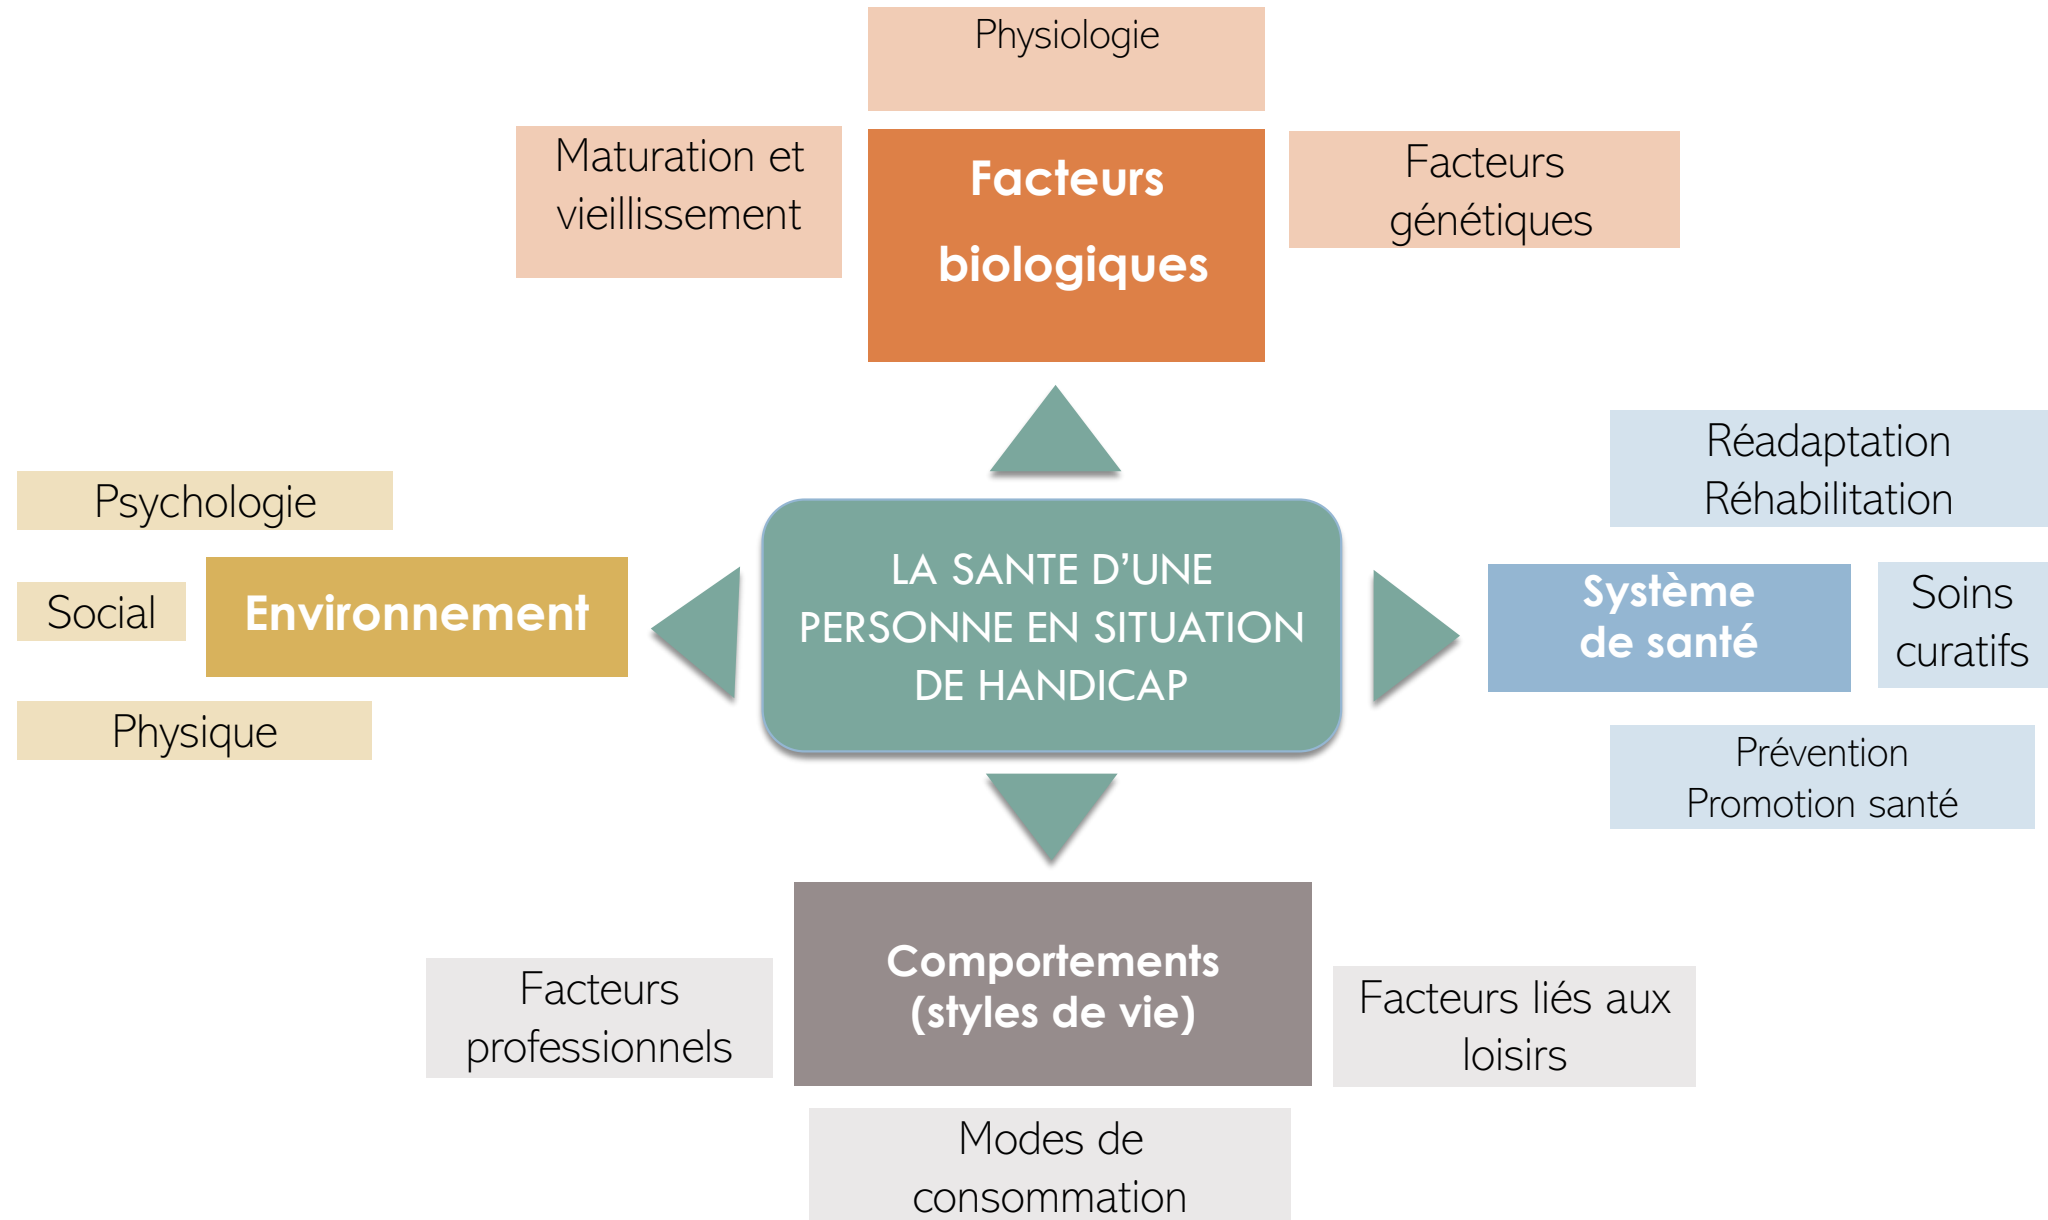 Physiologie
Maturation et
vieillissement
Facteurs
biologiques
Facteurs
génétiques
Réadaptation
Réhabilitation
Psychologie
Social
Environnement
Physique
LA SANTE D’UNE
PERSONNE EN SITUATION
DE HANDICAP
Système
de santé
Soins
curatifs
Prévention
Promotion santé
Comportements
(styles de vie)
Facteurs
professionnels
Facteurs liés aux
loisirs
Modes de
consommation